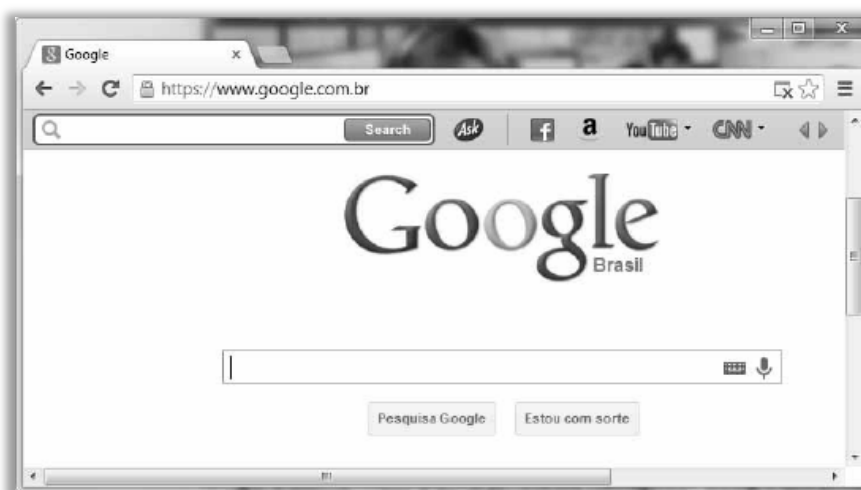 Google
https://www.google.com.br
Search Ask f a YouTube CNN
Google
Brasil
Pesquisa Google Estou com sorte